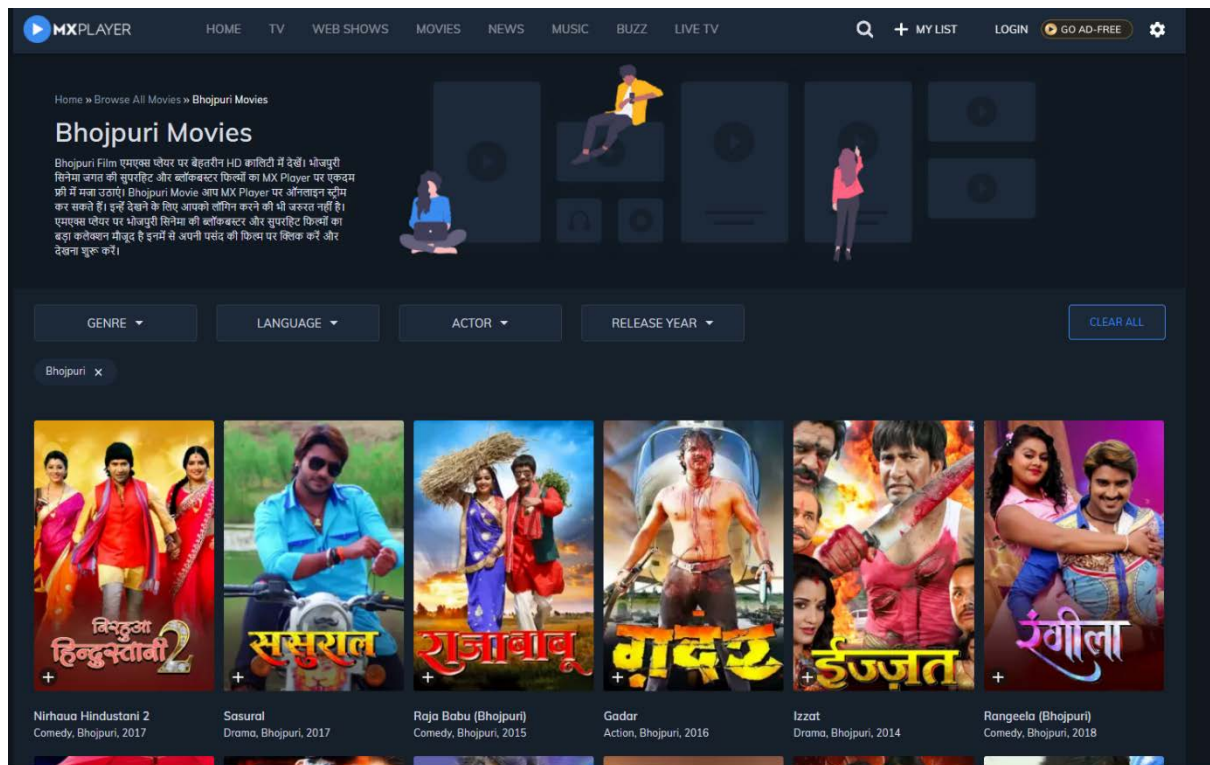 MXPLAYER HOME TV WEB SHOWS MOVIES NEWS MUSIC BUZZ LIVE TV MY LIST LOGIN GO AD-FREE
Home » Browse All Movies » Bhojpuri Movies
Bhojpuri Movies
Bhojpuri Film एमएक्स प्लेयर पर बेहतरीन HD कालिटी में देखें। भोजपुरी
सिनेमा जगत की सुपरहिट और ब्लॉकबस्टर फिल्मों का MX Player पर एकदम
फ्री में मजा उठाएं। Bhojpuri Movie आप MX Player पर ऑनलाइन स्ट्रीम
कर सकते हैं। इन्हें देखने के लिए आपको लॉगिन करने की भी जरुरत नहीं है।
एमएक्स प्लेयर पर भोजपुरी सिनेमा की ब्लॉकबस्टर और सुपरहिट फिल्मों का
बड़ा कलेक्शन मौजूद है इनमें से अपनी पसंद की फिल्म पर क्लिक करें और
देखना शुरू करें।
GENRE LANGUAGE ACTOR RELEASE YEAR CLEAR ALL
Bhojpuri x
निरहुआ
हिन्दुस्तानी 2
ससुराल
राजाबाबू
ग़दर
ईज्ज़त
रंगीला
Nirhaua Hindustani 2 Sasural Raja Babu (Bhojpuri) Gadar Izzat Rangeela (Bhojpuri)
Comedy, Bhojpuri, 2017 Drama, Bhojpuri, 2017 Comedy, Bhojpuri, 2015 Action, Bhojpuri, 2016 Drama, Bhojpuri, 2014 Comedy, Bhojpuri, 2018